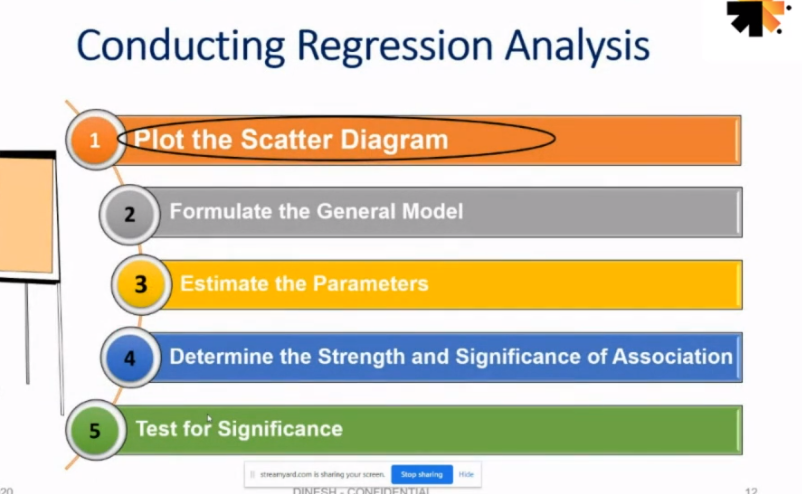 Conducting Regression Analysis
1 Plot the Scatter Diagram
2 Formulate the General Model
3 Estimate the Parameters
4 Determine the Strength and Significance of Association
5 Test for Significance
streamyard.com is sharing your screen. Stop sharing Hide
20 DINESH - CONFIDENTIAL 12